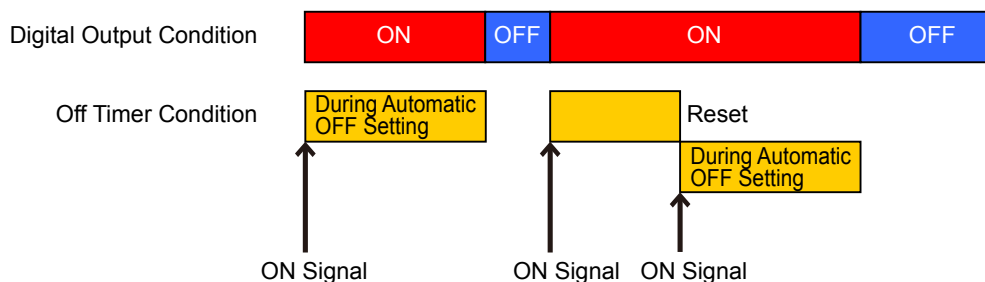 Digital Output Condition ON OFF ON OFF
Off Timer Condition
During Automatic
OFF Setting
Reset
During Automatic
OFF Setting
ON Signal ON Signal ON Signal